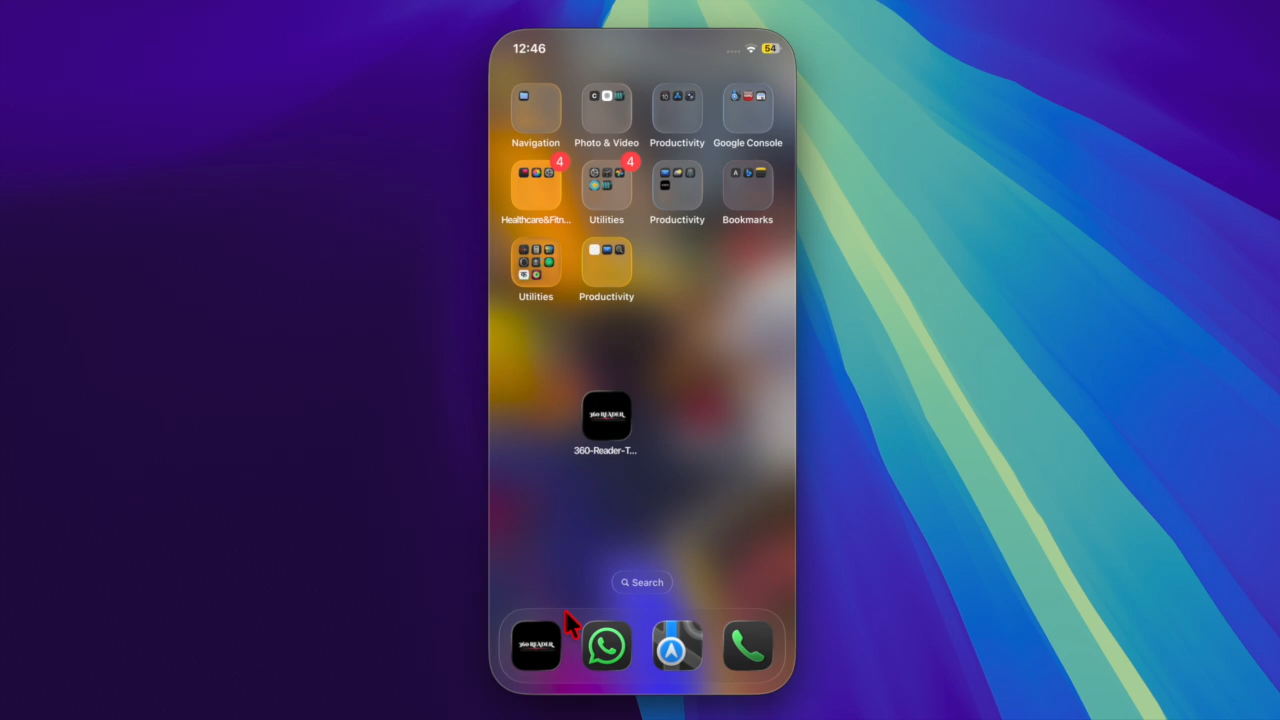 12:46
54
Navigation
Photo & Video
Productivity
Google Console
4
4
Healthcare&Fitn...
Utilities
Productivity
Bookmarks
Utilities
Productivity
360 READER
360-Reader-T...
Search
360 READER